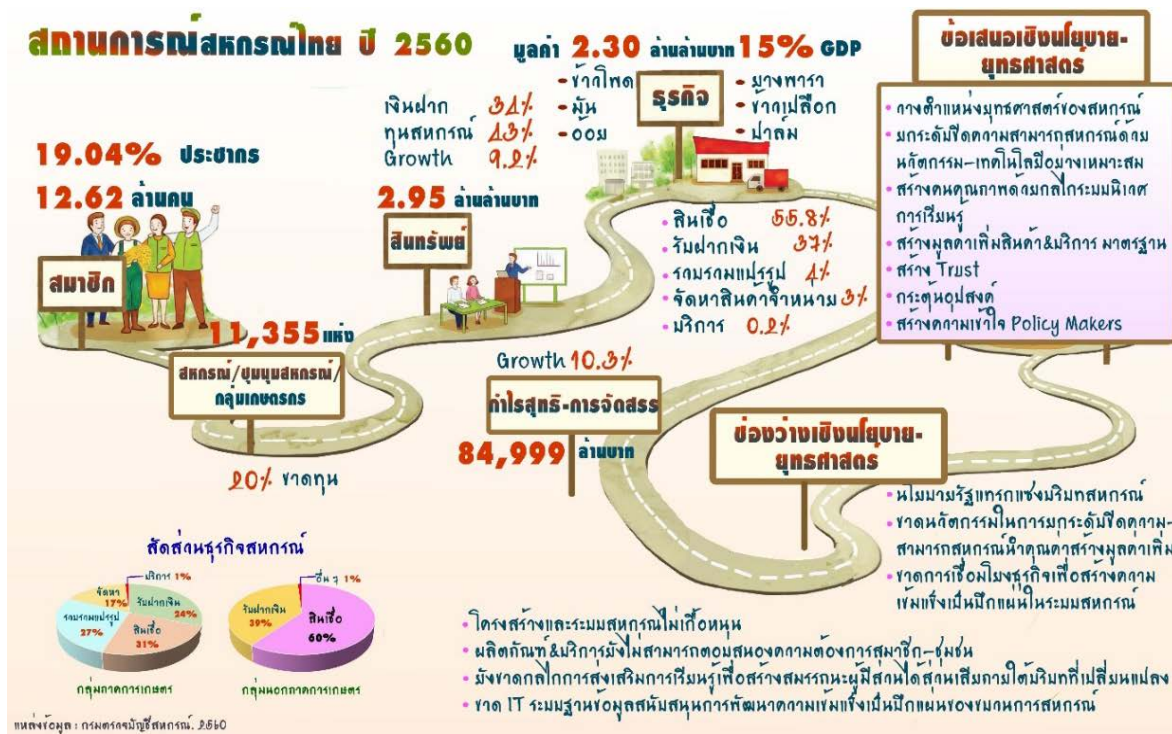 สถานการณ์สหกรณ์ไทย ปี 2560
มูลค่า 2.30 ล้านล้านบาท 15% GDP
• ข้าวโพด
• มัน
• อ้อย
ธุรกิจ
• ยางพารา
• ข้าวเปลือก
• ปาล์ม
ข้อเสนอเชิงนโยบาย-
ยุทธศาสตร์
• วางตำแหน่งยุทธศาสตร์ของสหกรณ์
• ยกระดับขีดความสามารถสหกรณ์ด้วย
นวัตกรรม-เทคโนโลยีอย่างเหมาะสม
• สร้างคนคุณภาพด้วยกลไกระบบนิเวศ
การเรียนรู้
• สร้างมูลค่าเพิ่มสินค้า&บริการ มาตรฐาน
• สร้าง Trust
• กระตุ้นอุปสงค์
• สร้างความเข้าใจ Policy Makers
เงินฝาก 34%
ทุนสหกรณ์ 43%
Growth 9.2%
2.95 ล้านล้านบาท
สินทรัพย์
19.04% ประชากร
12.62 ล้านคน
สมาชิก
11,355 แห่ง
สหกรณ์/ชุมนุมสหกรณ์/
กลุ่มเกษตรกร
20% ขาดทุน
• สินเชื่อ 55.8%
• รับฝากเงิน 37%
• รวบรวมแปรรูป 4%
• จัดหาสินค้าจำหน่าย 3%
• บริการ 0.2%
Growth 10.3%
กำไรสุทธิ-การจัดสรร
84,999 ล้านบาท
ช่องว่างเชิงนโยบาย-
ยุทธศาสตร์
• นโยบายรัฐแทรกแซงบริบทสหกรณ์
• ขาดนวัตกรรมในการยกระดับขีดความ-
สามารถสหกรณ์นำคุณค่าสร้างมูลค่าเพิ่ม
• ขาดการเชื่อมโยงธุรกิจเพื่อสร้างความ
เข้มแข็งเป็นปึกแผ่นในระบบสหกรณ์
• โครงสร้างและระบบสหกรณ์ไม่เกื้อหนุน
• ผลิตภัณฑ์&บริการยังไม่สามารถตอบสนองความต้องการสมาชิก-ชุมชน
• ยังขาดกลไกการส่งเสริมการเรียนรู้เพื่อสร้างสมรรถนะผู้มีส่วนได้ส่วนเสียภายใต้บริบทที่เปลี่ยนแปลง
• ขาด IT ระบบฐานข้อมูลสนับสนุนการพัฒนาความเข้มแข็งเป็นปึกแผ่นของขบวนการสหกรณ์
สัดส่วนธุรกิจสหกรณ์
บริการ 1%
จัดหา
17%
รับฝากเงิน
24%
รวบรวมแปรรูป
27%
สินเชื่อ
31%
กลุ่มภาคการเกษตร
อื่น ๆ 1%
รับฝากเงิน
39%
สินเชื่อ
60%
กลุ่มนอกภาคการเกษตร
แหล่งข้อมูล : กรมตรวจบัญชีสหกรณ์. 2560